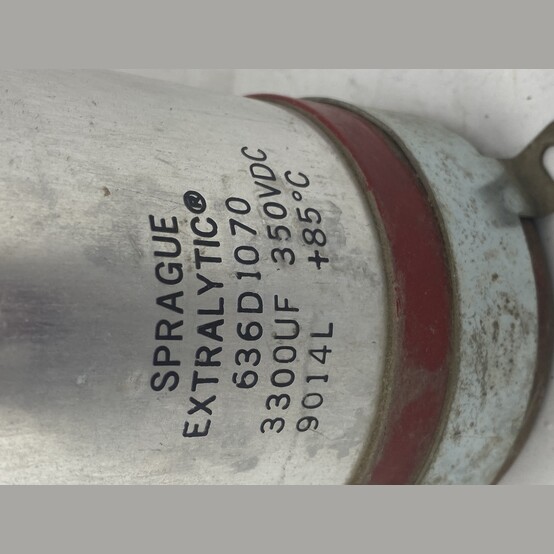 SPRAGUE
EXTRALYTIC®
636D1070
3300UF 350VDC
9014L +85°C